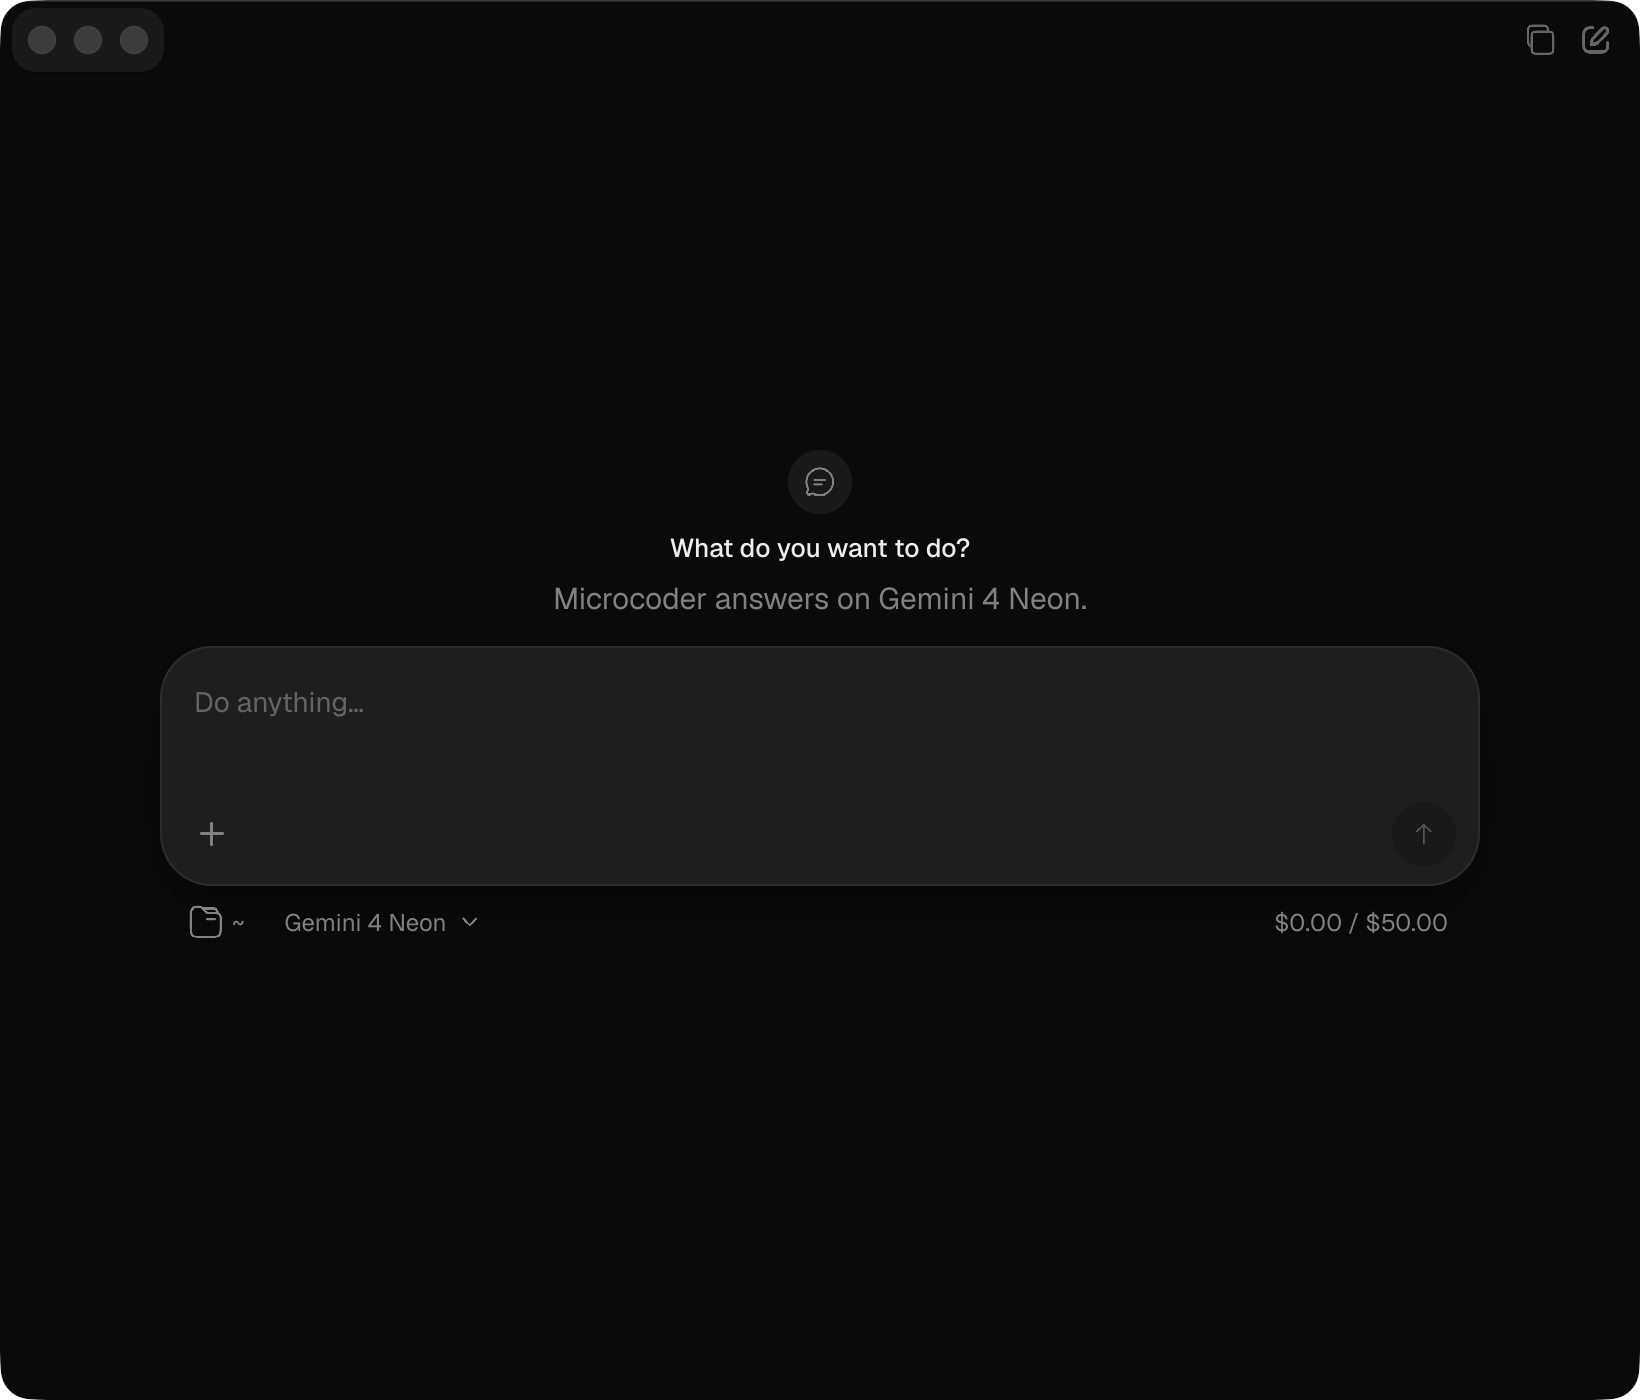 What do you want to do?
Microcoder answers on Gemini 4 Neon.
Do anything...
~ Gemini 4 Neon $0.00 / $50.00